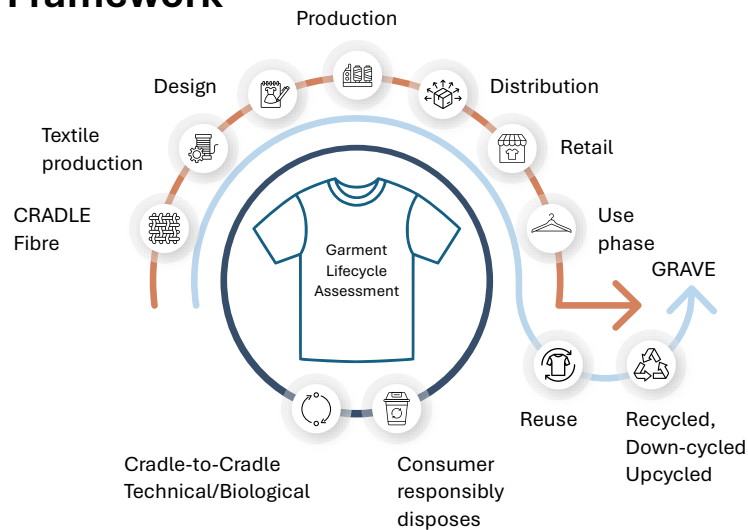 Framework
Production
Design
Distribution
Textile
production
Retail
CRADLE
Fibre
Use
phase
GRAVE
Garment
Lifecycle
Assessment
Reuse
Recycled,
Down-cycled
Upcycled
Cradle-to-Cradle
Technical/Biological
Consumer
responsibly
disposes